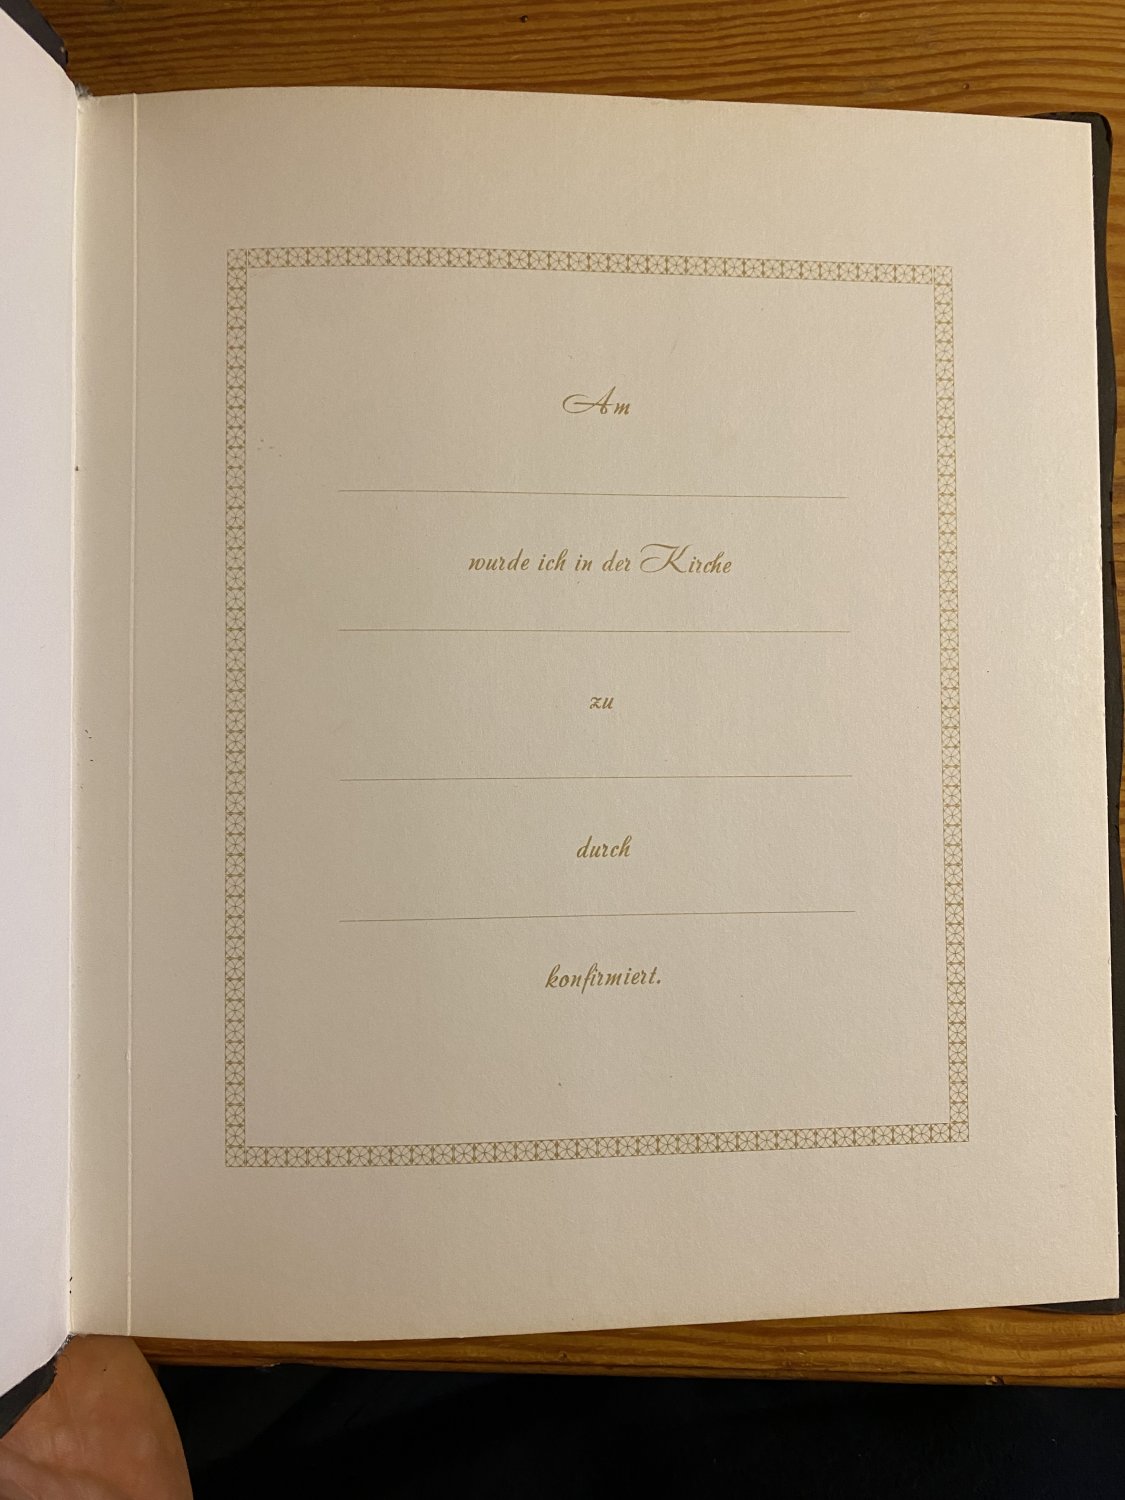 Am
wurde ich in der Kirche
zu
durch
konfirmiert.